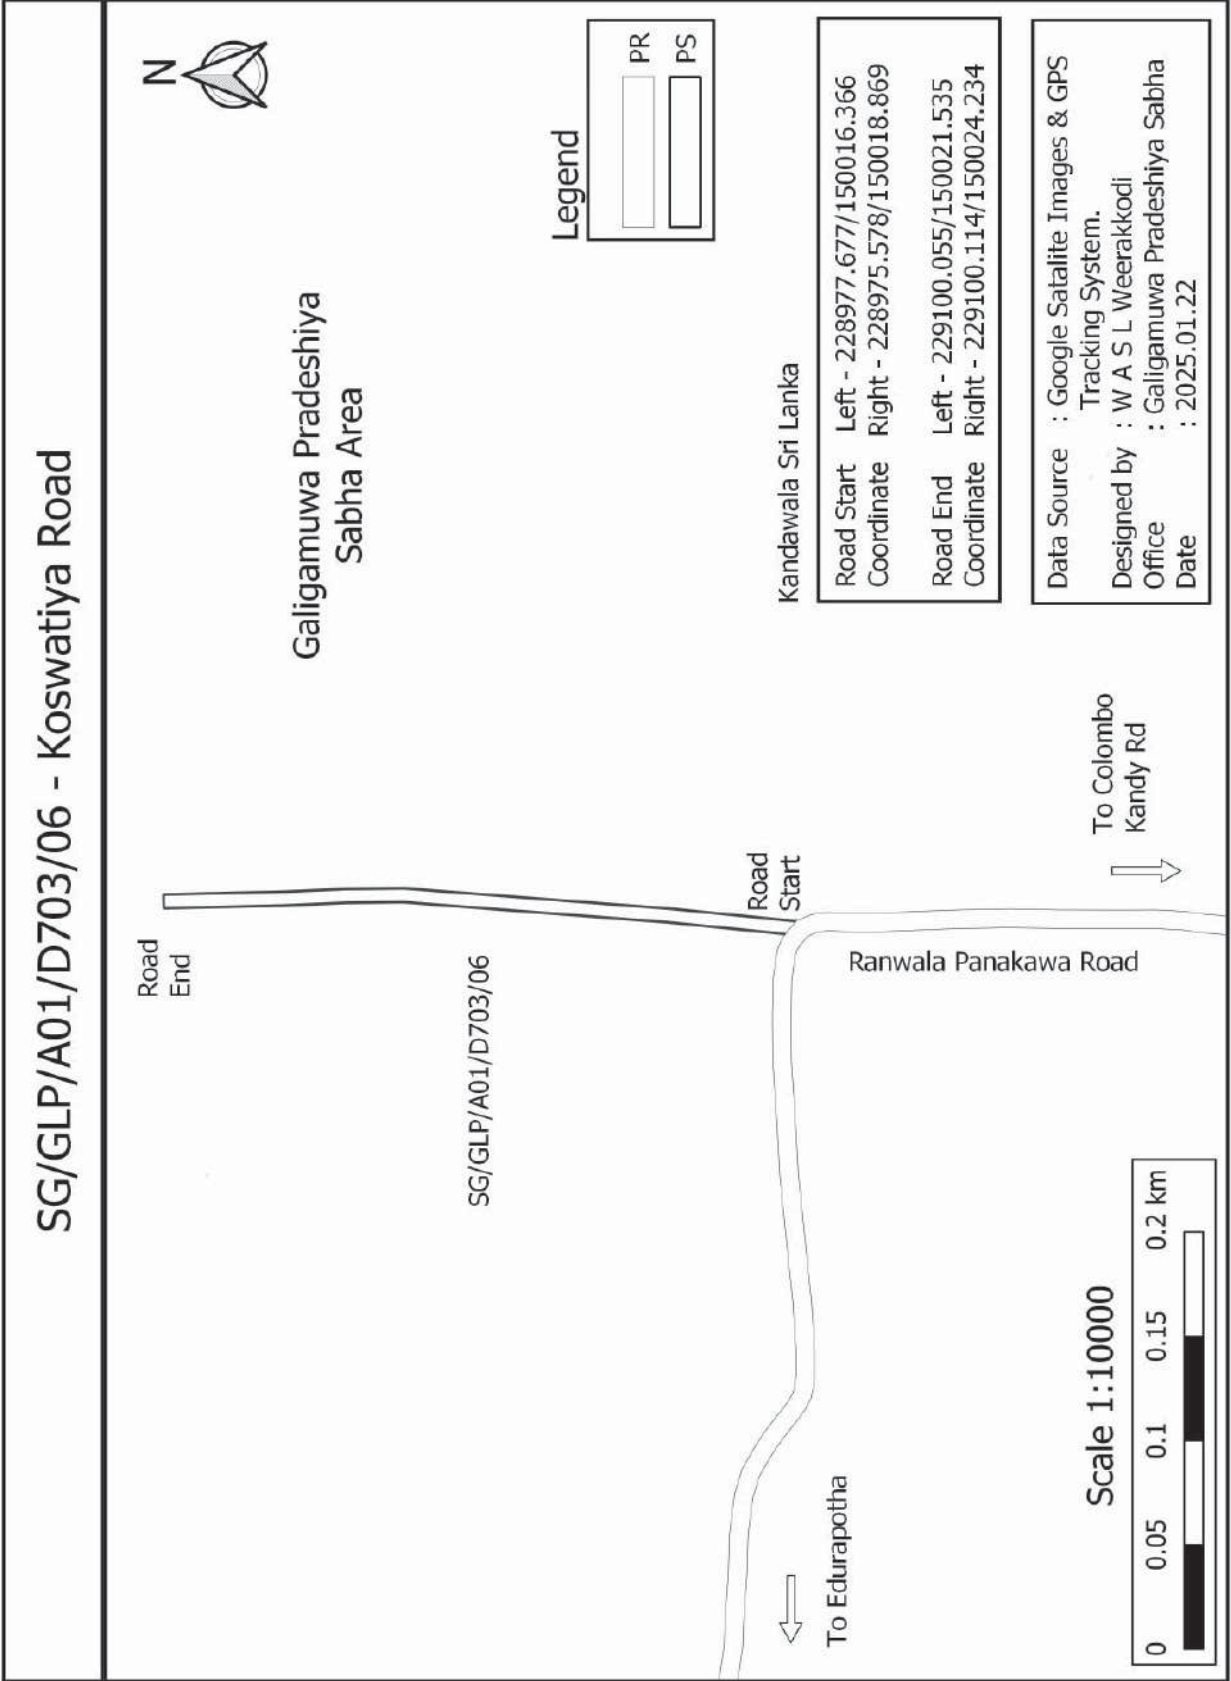 SG/GLP/A01/D703/06 - Koswatiya Road
N
Galigamuwa Pradeshiya
Sabha Area
Legend
PR
PS
Road
End
SG/GLP/A01/D703/06
Road
Start
Ranwala Panakawa Road
To Colombo
Kandy Rd
To Edurapotha
Kandawala Sri Lanka
Road Start Left - 228977.677/150016.366
Coordinate Right - 228975.578/150018.869
Road End Left - 229100.055/150021.535
Coordinate Right - 229100.114/150024.234
Data Source : Google Satalite Images & GPS
Tracking System.
Designed by : W A S L Weerakkodi
Office : Galigamuwa Pradeshiya Sabha
Date : 2025.01.22
Scale 1:10000
0 0.05 0.1 0.15 0.2 km